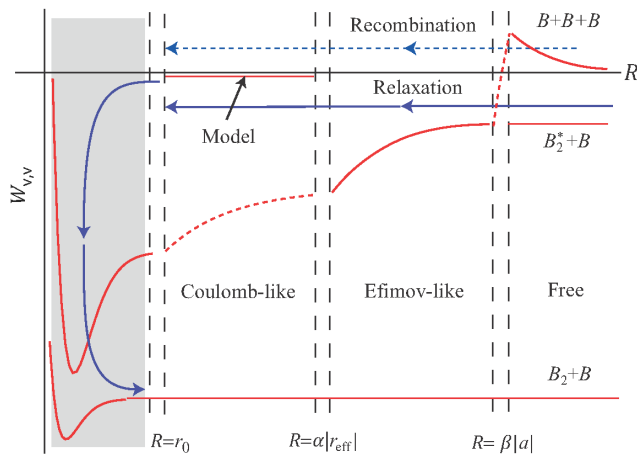 Recombination
B+B+B
R
Relaxation
Model
B₂*+B
W_{ν,ν}
Coulomb-like
Efimov-like
Free
B₂+B
R=r₀
R=α|r_eff|
R= β|a|